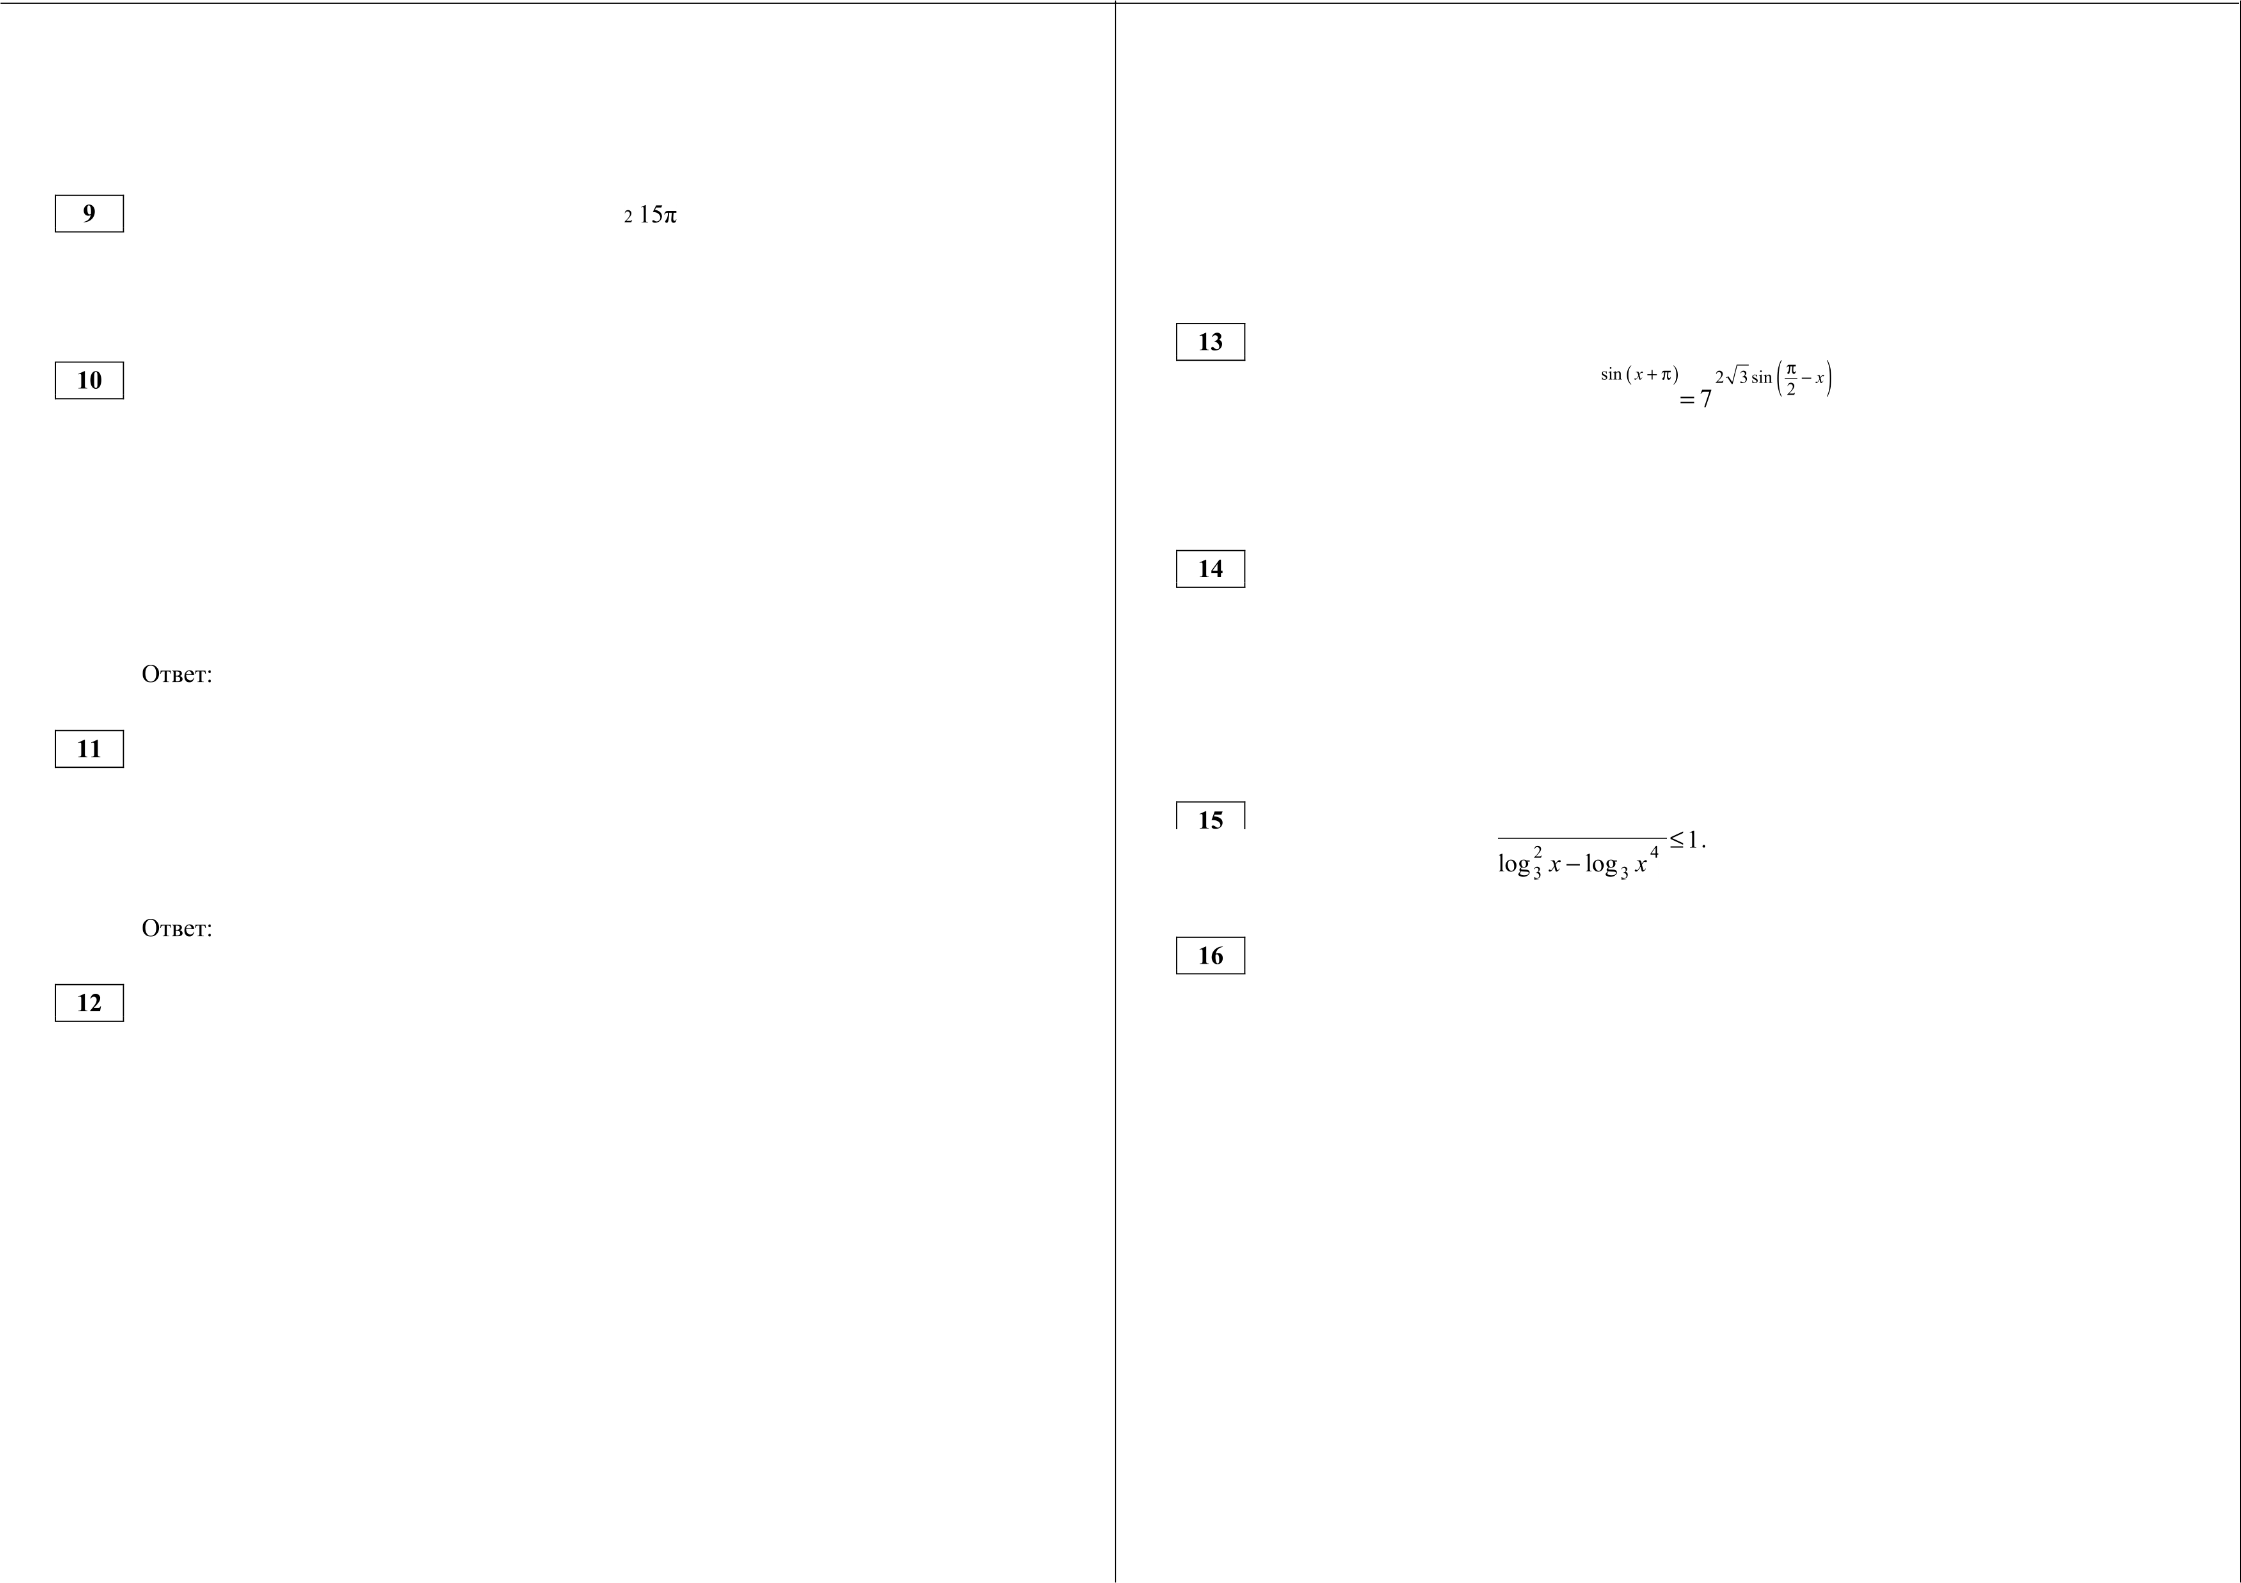 9
2 15π
10
Ответ:
11
Ответ:
12
13
sin (x + π) = 7^{2√3 sin (π/2 − x)}
14
15
log₃² x − log₃ x⁴ ≤ 1.
16